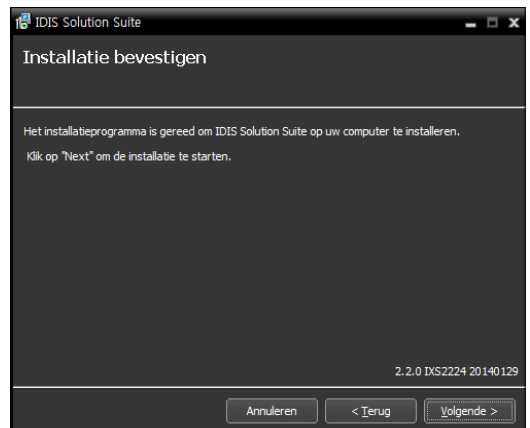 IDIS Solution Suite
Installatie bevestigen
Het installatieprogramma is gereed om IDIS Solution Suite op uw computer te installeren.
Klik op "Next" om de installatie te starten.
2.2.0 IXS2224 20140129
Annuleren
< Terug
Volgende >